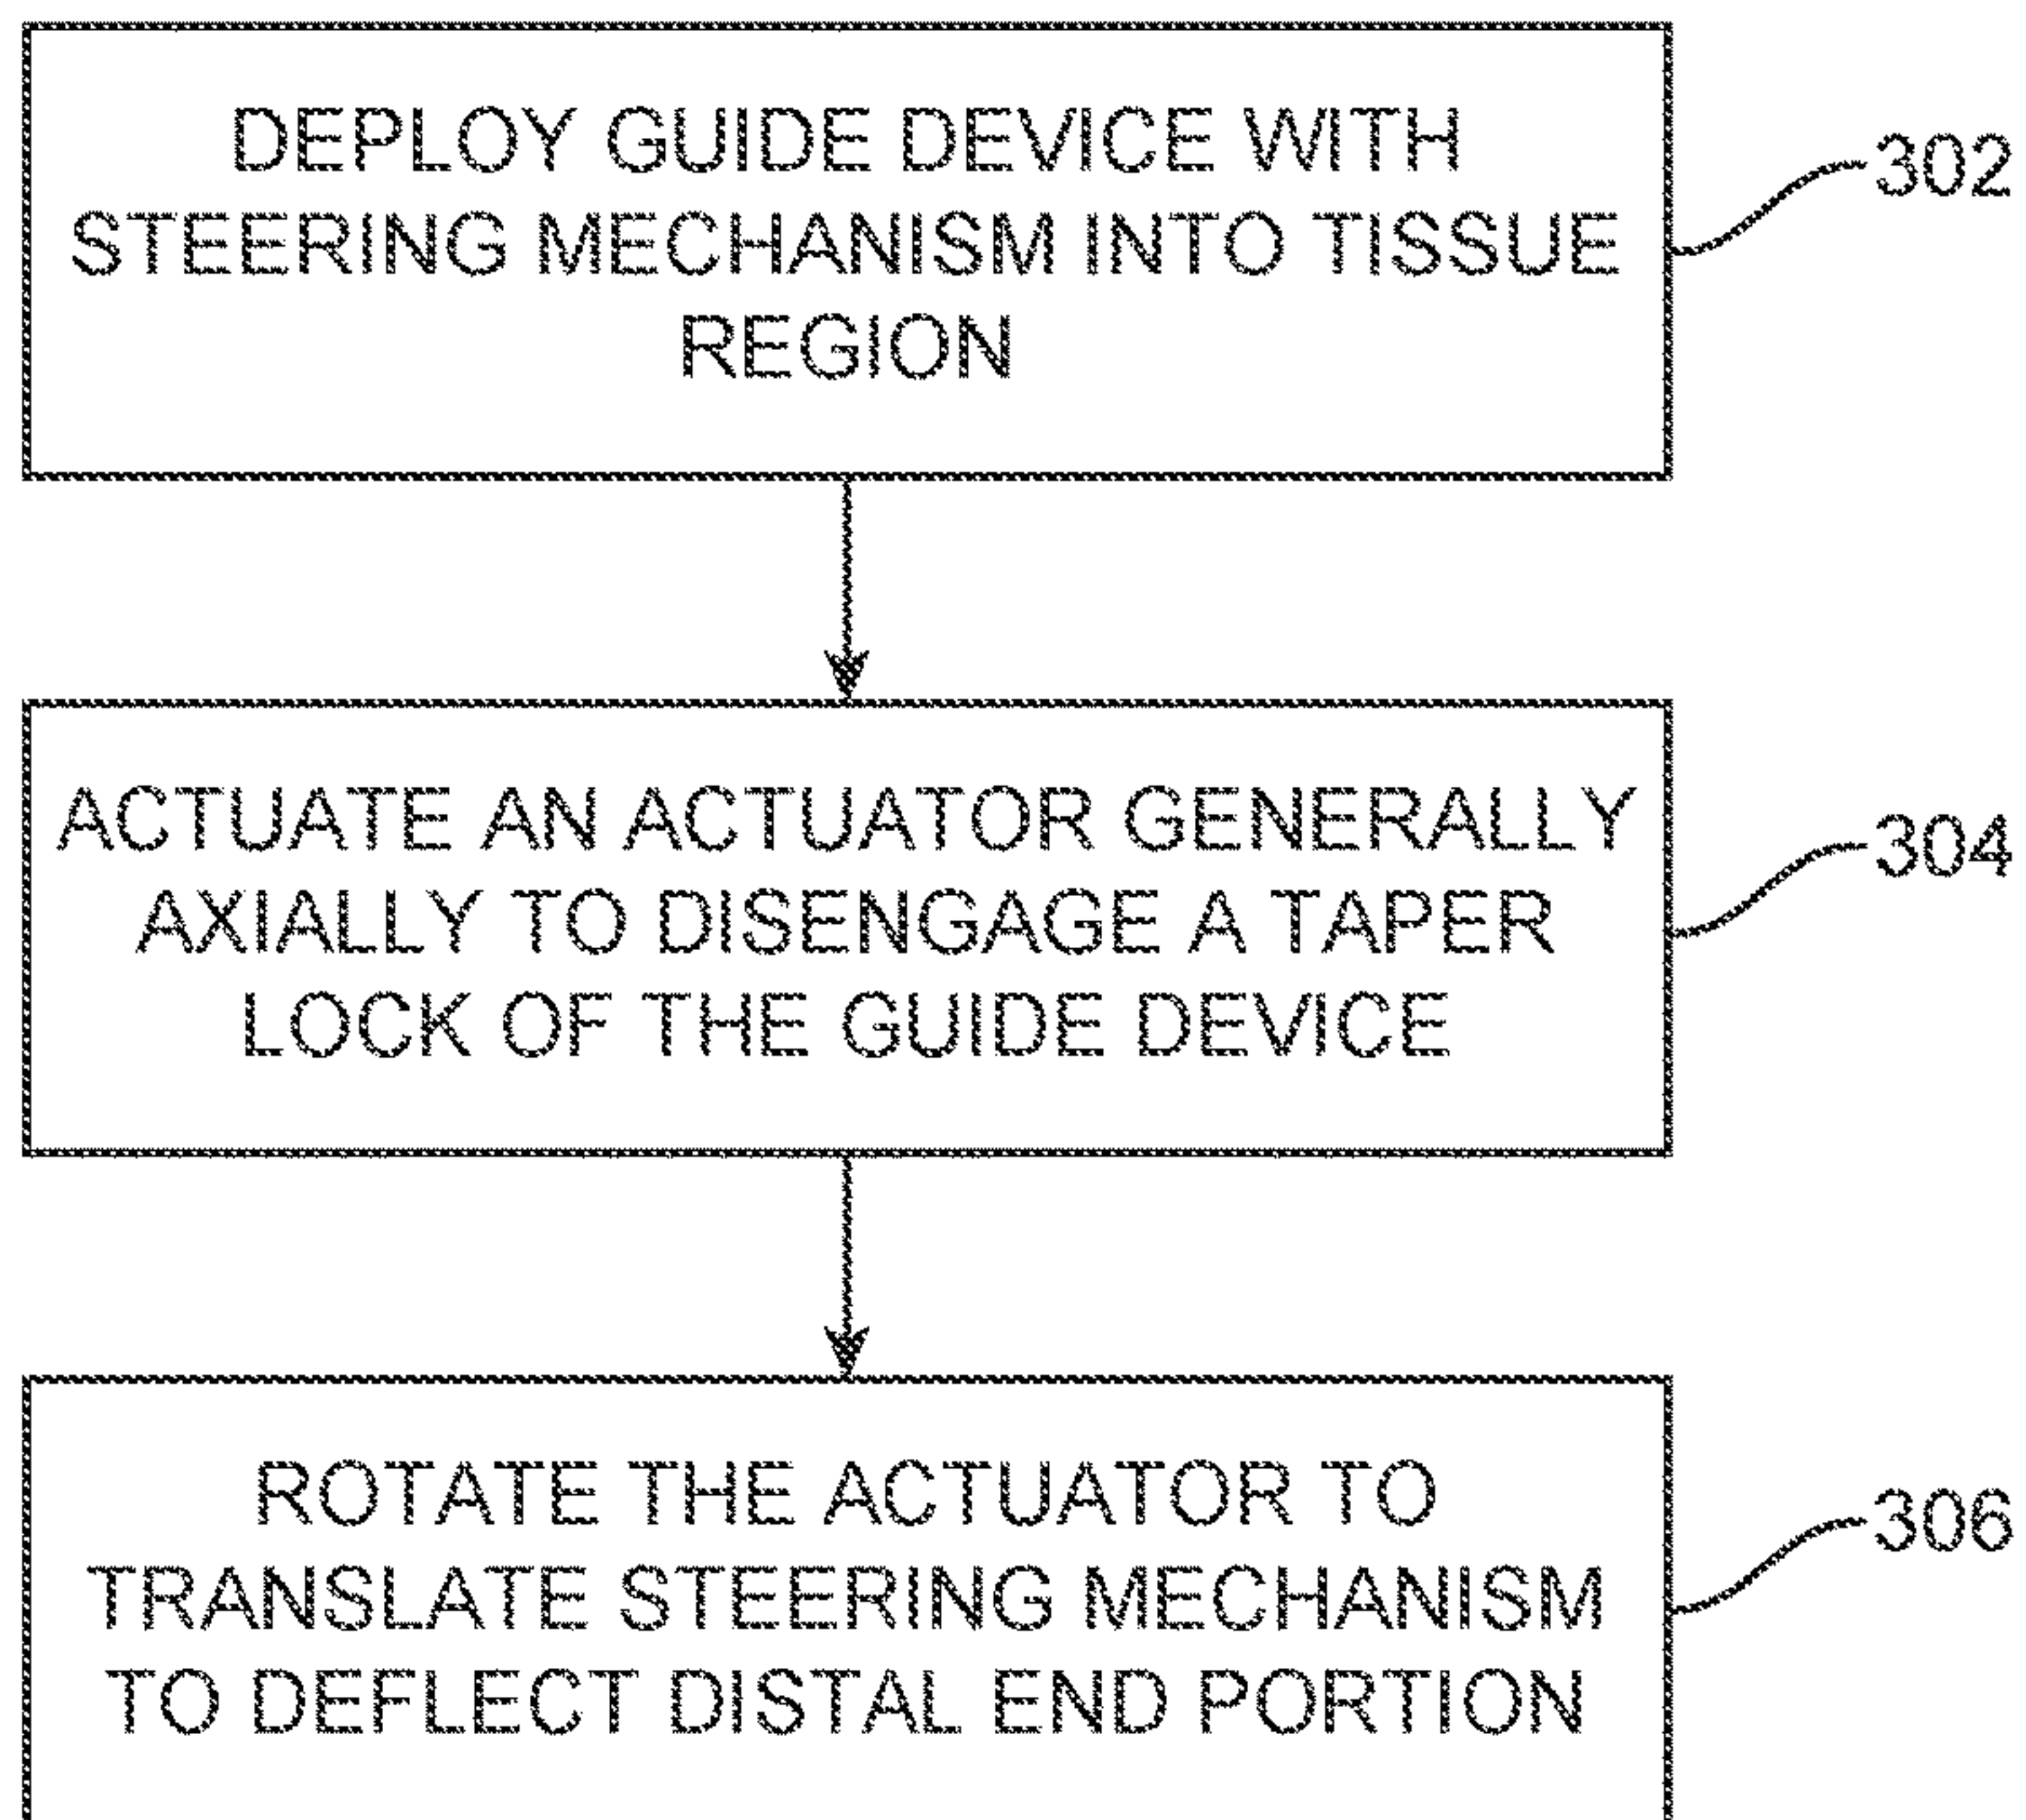 DEPLOY GUIDE DEVICE WITH
STEERING MECHANISM INTO TISSUE
REGION
302
ACTUATE AN ACTUATOR GENERALLY
AXIALLY TO DISENGAGE A TAPER
LOCK OF THE GUIDE DEVICE
304
ROTATE THE ACTUATOR TO
TRANSLATE STEERING MECHANISM
TO DEFLECT DISTAL END PORTION
306